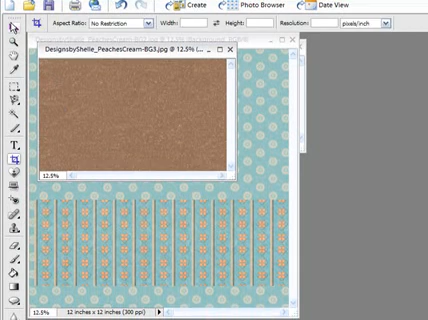 Create Photo Browser Date View
Aspect Ratio: No Restriction Width: Height: Resolution: pixels/inch
DesignsbyShelle_PeachesCream-BG3.jpg @ 12.5% (...
12.5%
12.5% 12 inches x 12 inches (300 ppi)
T